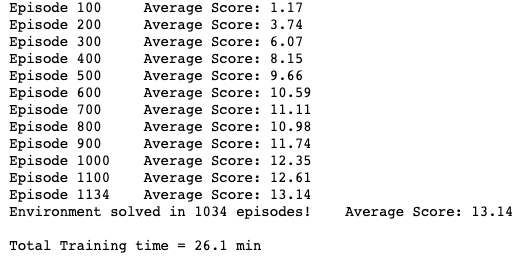 Episode 100 Average Score: 1.17
Episode 200 Average Score: 3.74
Episode 300 Average Score: 6.07
Episode 400 Average Score: 8.15
Episode 500 Average Score: 9.66
Episode 600 Average Score: 10.59
Episode 700 Average Score: 11.11
Episode 800 Average Score: 10.98
Episode 900 Average Score: 11.74
Episode 1000 Average Score: 12.35
Episode 1100 Average Score: 12.61
Episode 1134 Average Score: 13.14
Environment solved in 1034 episodes! Average Score: 13.14
Total Training time = 26.1 min